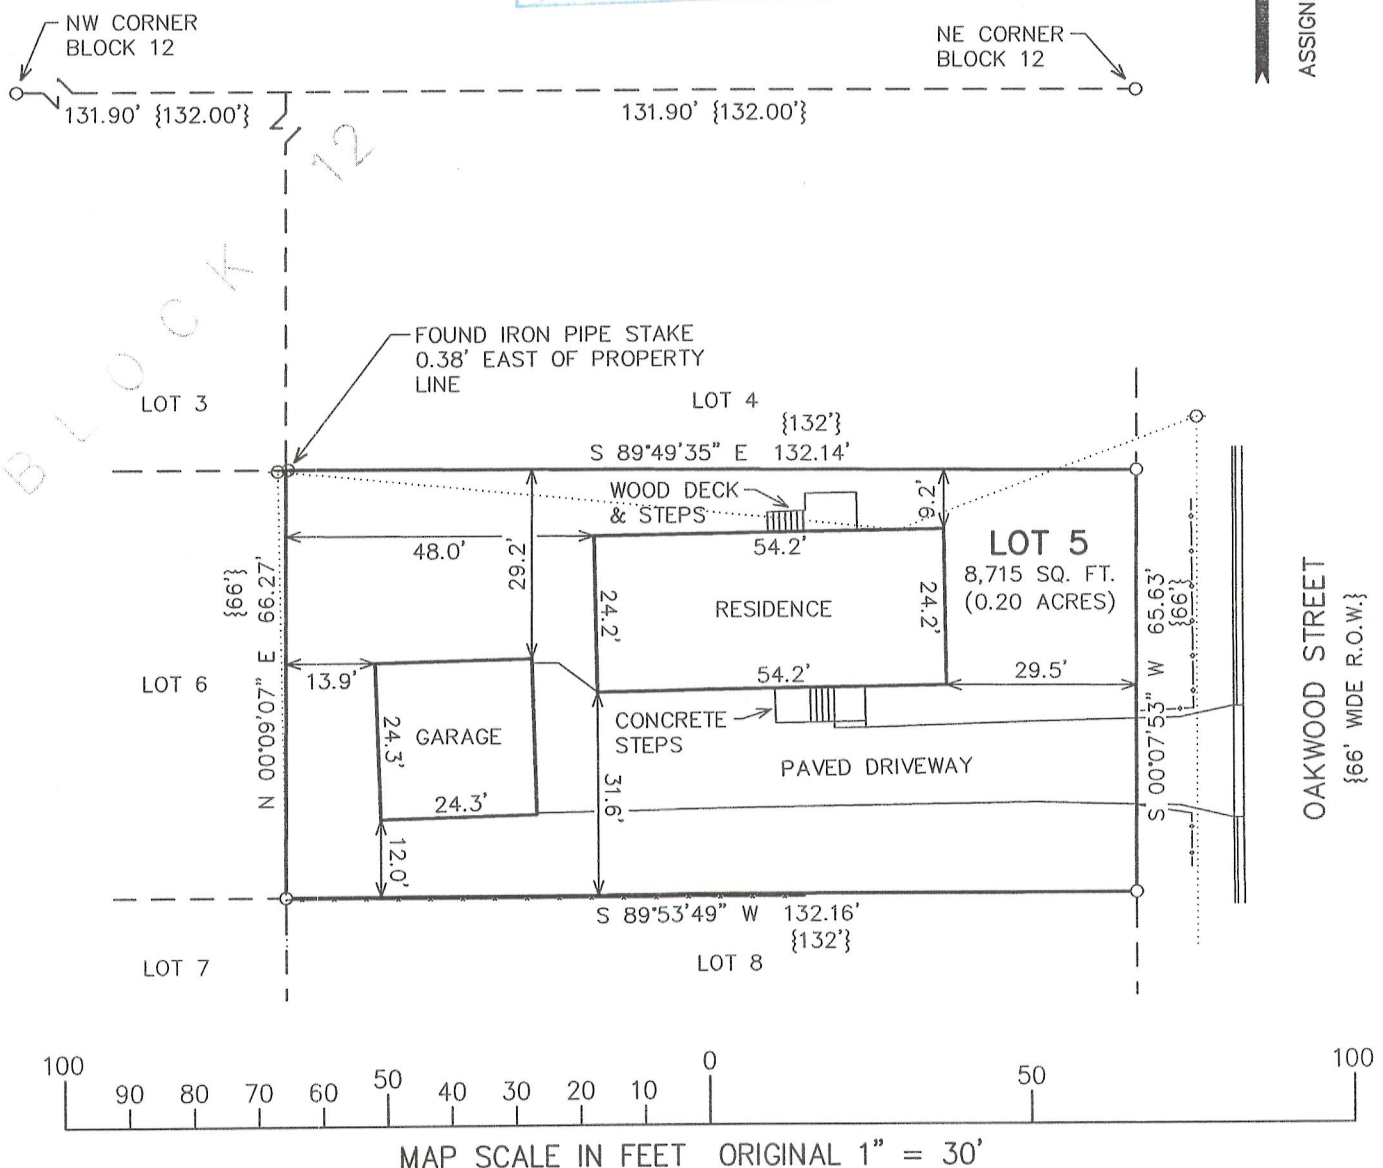 NW CORNER
BLOCK 12
NE CORNER
BLOCK 12
ASSIGN
131.90' {132.00'}
131.90' {132.00'}
BLOCK 12
FOUND IRON PIPE STAKE
0.38' EAST OF PROPERTY
LINE
LOT 3
LOT 4
{132'}
S 89°49'35" E 132.14'
WOOD DECK
& STEPS
9.2'
48.0'
29.2'
54.2'
LOT 5
8,715 SQ. FT.
(0.20 ACRES)
{66'}
N 00°09'07" E 66.27'
24.2'
RESIDENCE
24.2'
S 00°07'53" W 65.63'
{66'}
OAKWOOD STREET
{66' WIDE R.O.W.}
LOT 6
13.9'
54.2'
29.5'
24.3'
GARAGE
CONCRETE
STEPS
PAVED DRIVEWAY
24.3'
31.6'
12.0'
S 89°53'49" W 132.16'
{132'}
LOT 7
LOT 8
100 90 80 70 60 50 40 30 20 10 0 50 100
MAP SCALE IN FEET ORIGINAL 1" = 30'